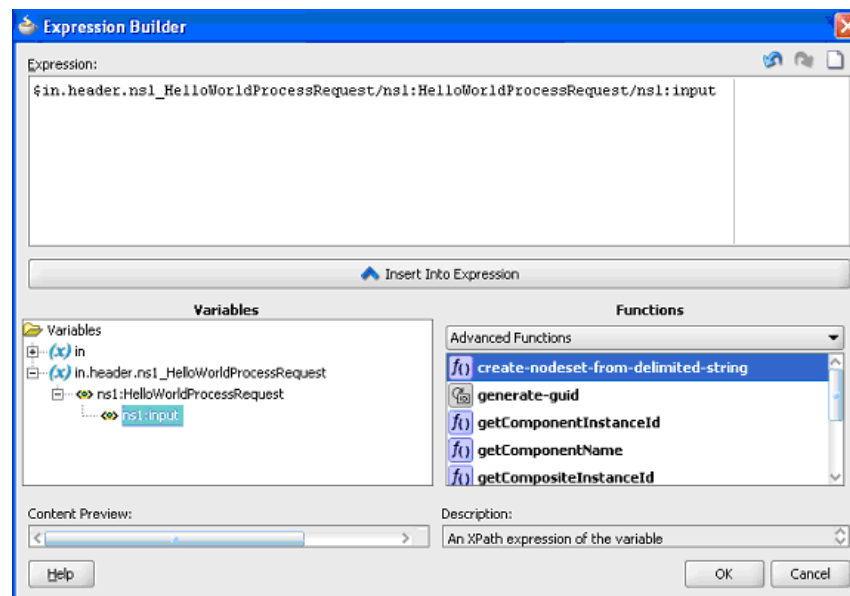 Expression Builder
Expression:
$in.header.ns1_HelloWorldProcessRequest/ns1:HelloWorldProcessRequest/ns1:input
Insert Into Expression
Variables
Functions
Variables
(x) in
(x) in.header.ns1_HelloWorldProcessRequest
ns1:HelloWorldProcessRequest
ns1:input
Advanced Functions
f() create-nodeset-from-delimited-string
generate-guid
f() getComponentInstanceId
f() getComponentName
f() getCompositeInstanceId
Content Preview:
Description:
An XPath expression of the variable
Help
OK
Cancel